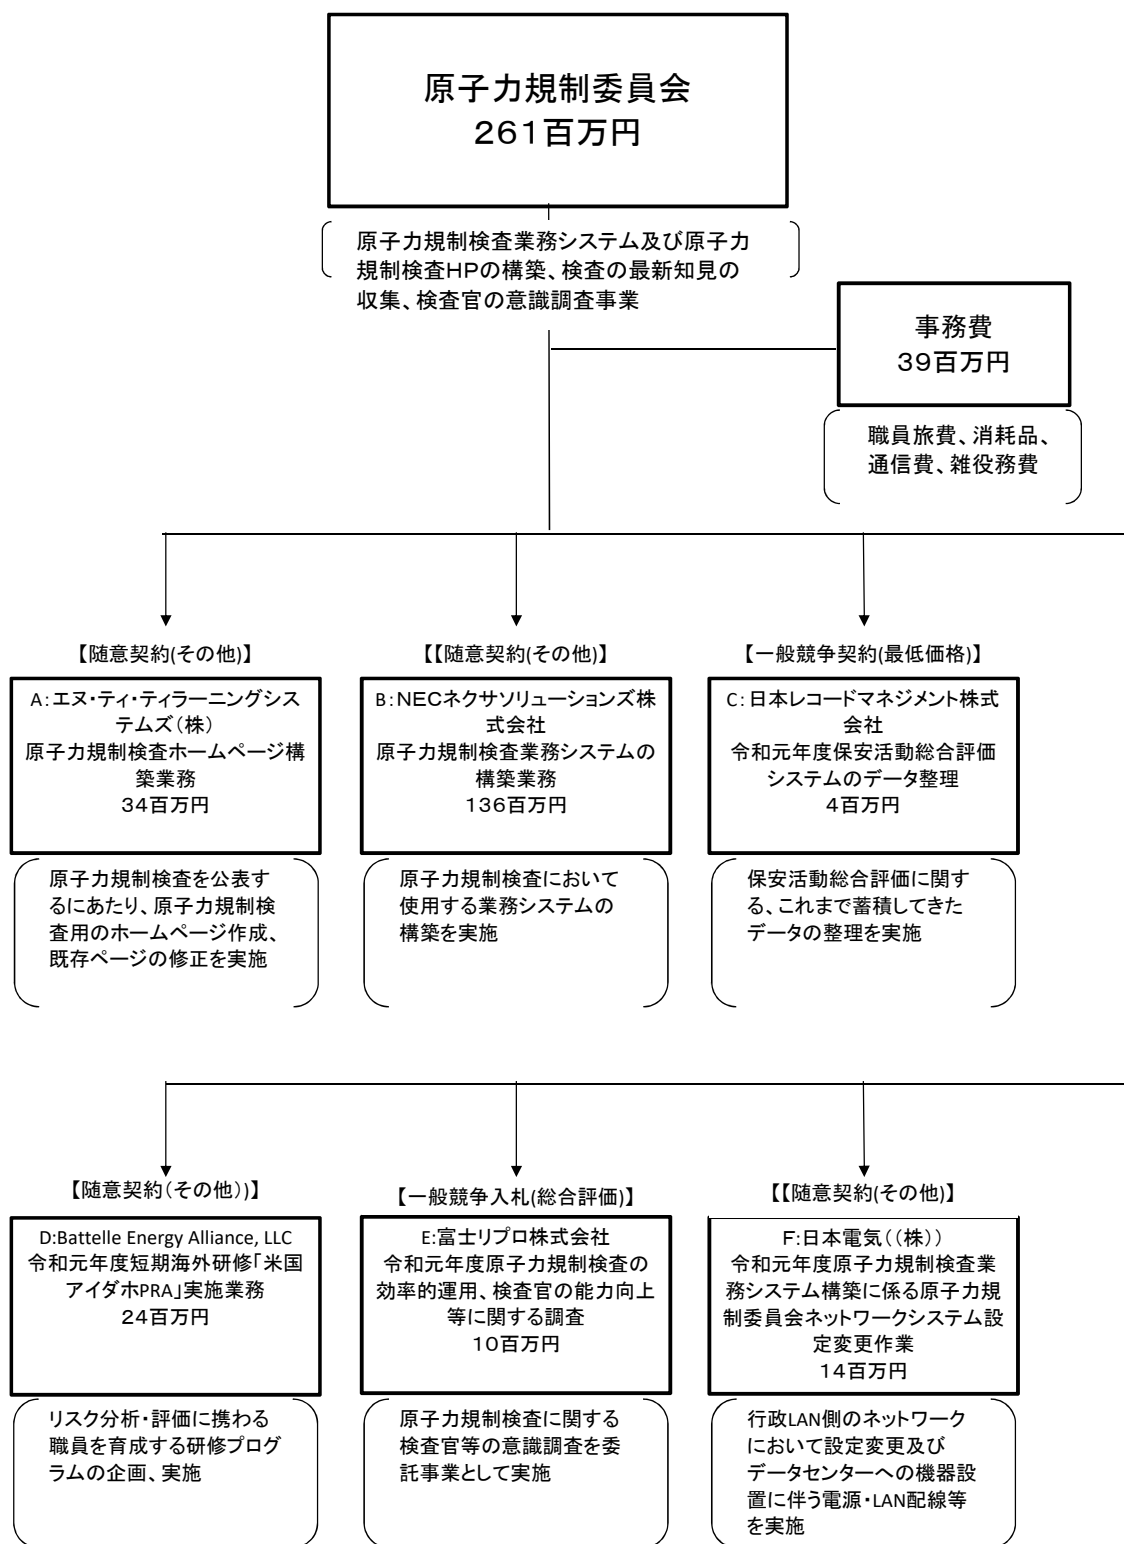 原子力規制委員会
２６１百万円
原子力規制検査業務システム及び原子力
規制検査ＨＰの構築、検査の最新知見の
収集、検査官の意識調査事業
事務費
３９百万円
職員旅費、消耗品、
通信費、雑役務費
【随意契約(その他)】
A:エヌ・ティ・ティラーニングシス
テムズ（株）
原子力規制検査ホームページ構
築業務
３４百万円
原子力規制検査を公表す
るにあたり、原子力規制検
査用のホームページ作成、
既存ページの修正を実施
【【随意契約(その他)】
B:ＮＥＣネクサソリューションズ株
式会社
原子力規制検査業務システムの
構築業務
１３６百万円
原子力規制検査において
使用する業務システムの
構築を実施
【一般競争契約(最低価格)】
C:日本レコードマネジメント株式
会社
令和元年度保安活動総合評価
システムのデータ整理
４百万円
保安活動総合評価に関す
る、これまで蓄積してきた
データの整理を実施
【随意契約（その他）)】
D:Battelle Energy Alliance, LLC
令和元年度短期海外研修「米国
アイダホPRA」実施業務
２４百万円
リスク分析・評価に携わる
職員を育成する研修プログ
ラムの企画、実施
【一般競争入札(総合評価)】
E:富士リプロ株式会社
令和元年度原子力規制検査の
効率的運用、検査官の能力向上
等に関する調査
１０百万円
原子力規制検査に関する
検査官等の意識調査を委
託事業として実施
【【随意契約(その他)】
Ｆ:日本電気((株））
令和元年度原子力規制検査業
務システム構築に係る原子力規
制委員会ネットワークシステム設
定変更作業
１４百万円
行政LAN側のネットワーク
において設定変更及び
データセンターへの機器設
置に伴う電源・LAN配線等
を実施